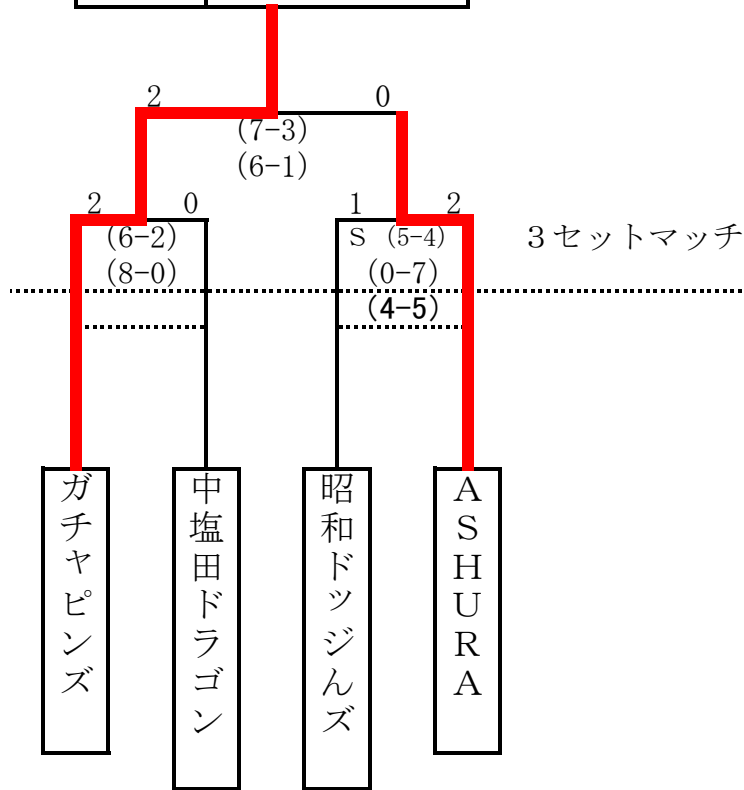 2 0
(7-3)
(6-1)
2 0 1 2
(6-2) S (5-4) ３セットマッチ
(8-0) (0-7)
(4-5)
ガチャピンズ
中塩田ドラゴン
昭和ドッジんズ
ＡＳＨＵＲＡ